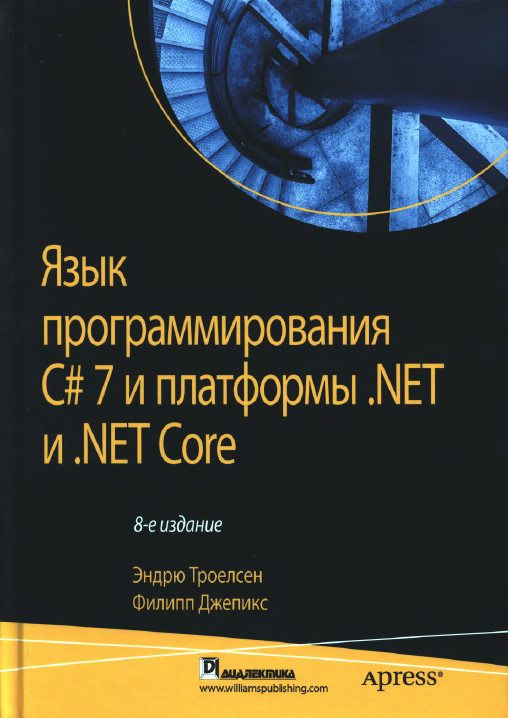 Язык
программирования
C# 7 и платформы .NET
и .NET Core
8-е издание
Эндрю Троелсен
Филипп Джепикс
ДИАЛЕКТИКА
www.williamspublishing.com
Apress®